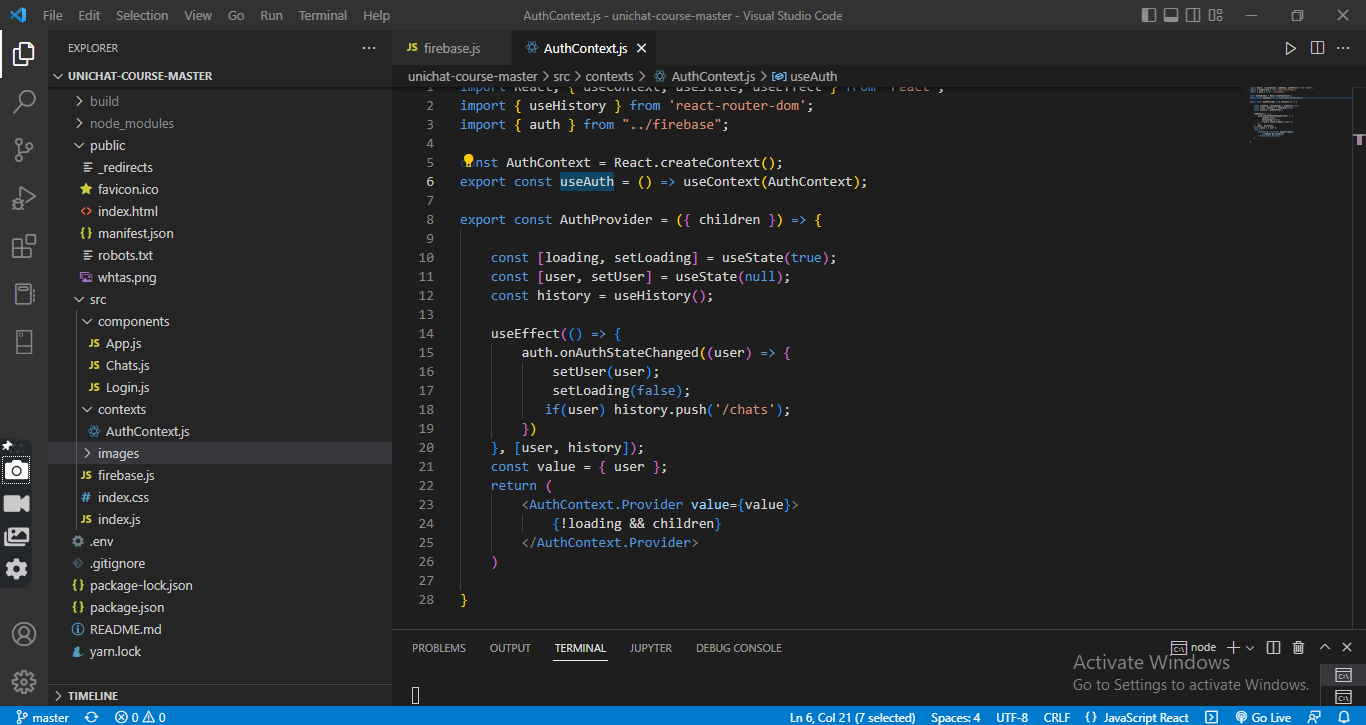 File Edit Selection View Go Run Terminal Help
AuthContext.js - unichat-course-master - Visual Studio Code
EXPLORER
UNICHAT-COURSE-MASTER
build
node_modules
public
_redirects
favicon.ico
index.html
manifest.json
robots.txt
whtas.png
src
components
App.js
Chats.js
Login.js
contexts
AuthContext.js
images
firebase.js
index.css
index.js
.env
.gitignore
package-lock.json
package.json
README.md
yarn.lock
TIMELINE
JS firebase.js
AuthContext.js
unichat-course-master > src > contexts > AuthContext.js > useAuth
1 import React, { useContext, useState, useEffect } from 'react';
2 import { useHistory } from 'react-router-dom';
3 import { auth } from "../firebase";
4
5 nst AuthContext = React.createContext();
6 export const useAuth = () => useContext(AuthContext);
7
8 export const AuthProvider = ({ children }) => {
9
10 const [loading, setLoading] = useState(true);
11 const [user, setUser] = useState(null);
12 const history = useHistory();
13
14 useEffect(() => {
15 auth.onAuthStateChanged((user) => {
16 setUser(user);
17 setLoading(false);
18 if(user) history.push('/chats');
19 })
20 }, [user, history]);
21 const value = { user };
22 return (
23 <AuthContext.Provider value={value}>
24 {!loading && children}
25 </AuthContext.Provider>
26 )
27
28 }
PROBLEMS OUTPUT TERMINAL JUPYTER DEBUG CONSOLE
node
Activate Windows
Go to Settings to activate Windows.
master 0 0 Ln 6, Col 21 (7 selected) Spaces: 4 UTF-8 CRLF {} JavaScript React Go Live